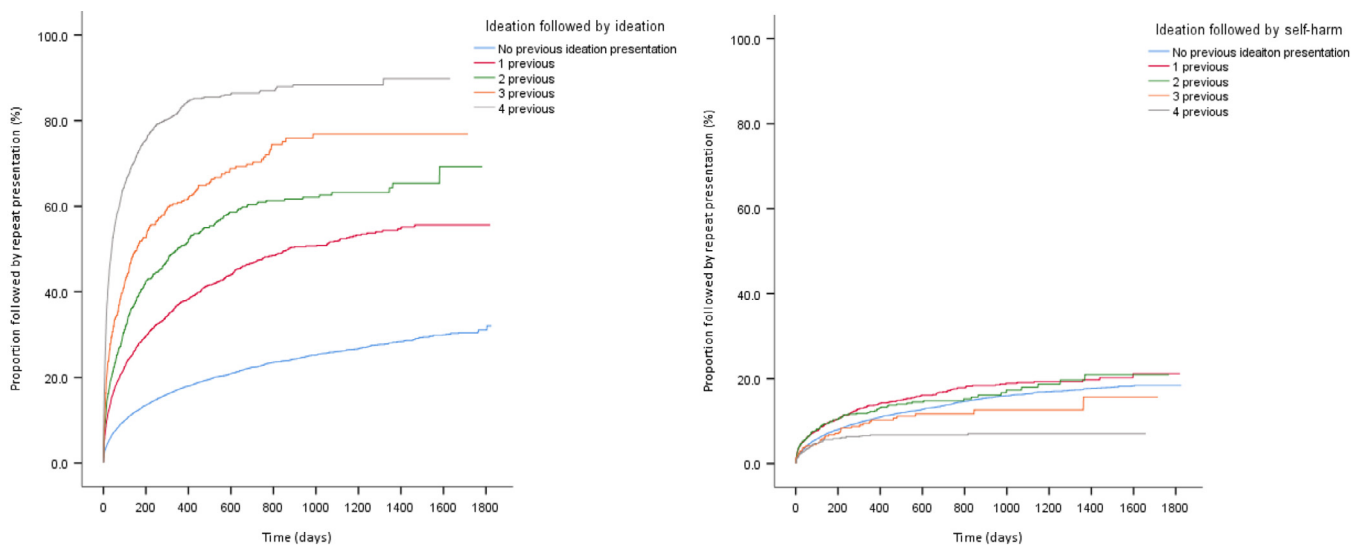 Ideation followed by ideation
No previous ideation presentation
1 previous
2 previous
3 previous
4 previous
Proportion followed by repeat presentation (%)
100.0
80.0
60.0
40.0
20.0
0.0
0 200 400 600 800 1000 1200 1400 1600 1800
Time (days)
Ideation followed by self-harm
No previous ideaiton presentation
1 previous
2 previous
3 previous
4 previous
Proportion followed by repeat presentation (%)
100.0
80.0
60.0
40.0
20.0
0.0
0 200 400 600 800 1000 1200 1400 1600 1800
Time (days)